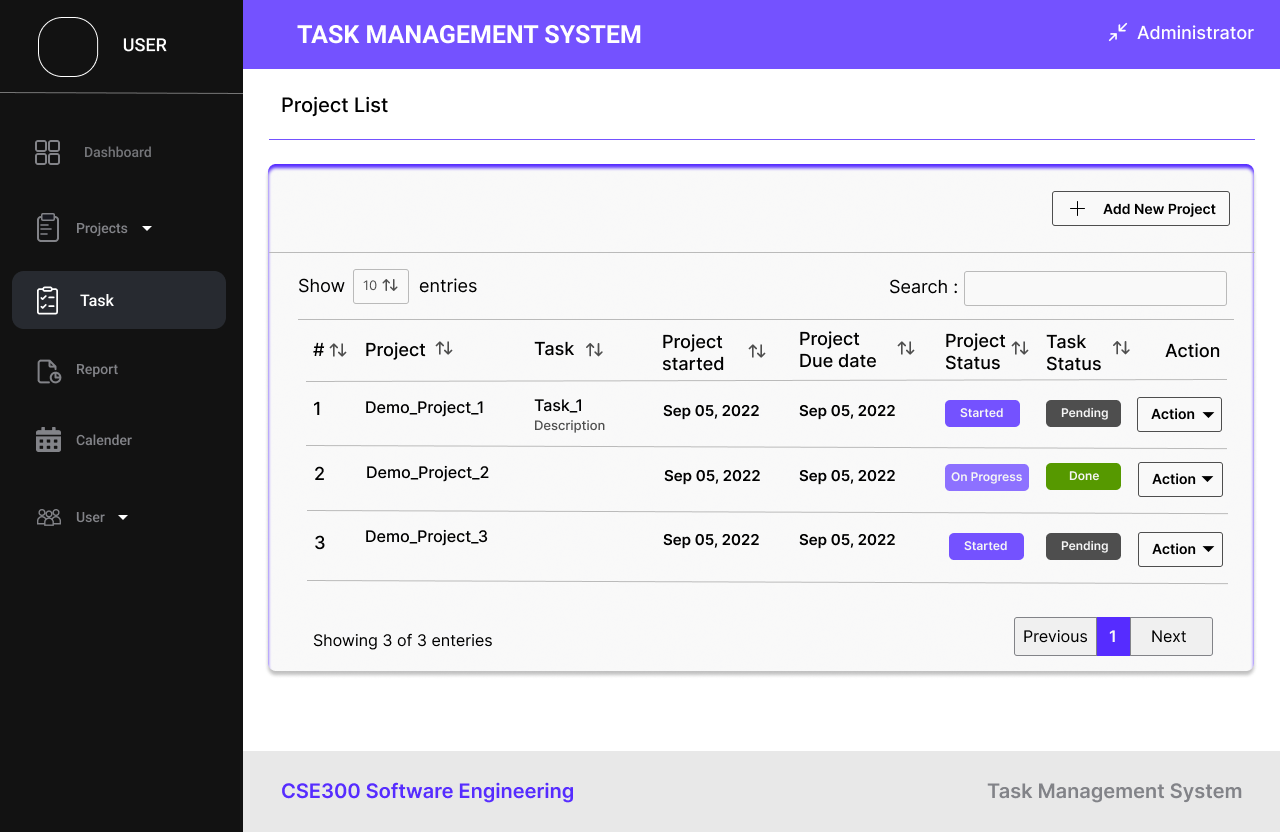 USER
TASK MANAGEMENT SYSTEM
Administrator
Dashboard
Projects
Task
Report
Calender
User
Project List
Add New Project
Show 10 entries
Search :
# Project Task Project started Project Due date Project Status Task Status Action
1 Demo_Project_1 Task_1 Sep 05, 2022 Sep 05, 2022 Started Pending Action
Description
2 Demo_Project_2 Sep 05, 2022 Sep 05, 2022 On Progress Done Action
3 Demo_Project_3 Sep 05, 2022 Sep 05, 2022 Started Pending Action
Showing 3 of 3 enteries
Previous 1 Next
CSE300 Software Engineering
Task Management System